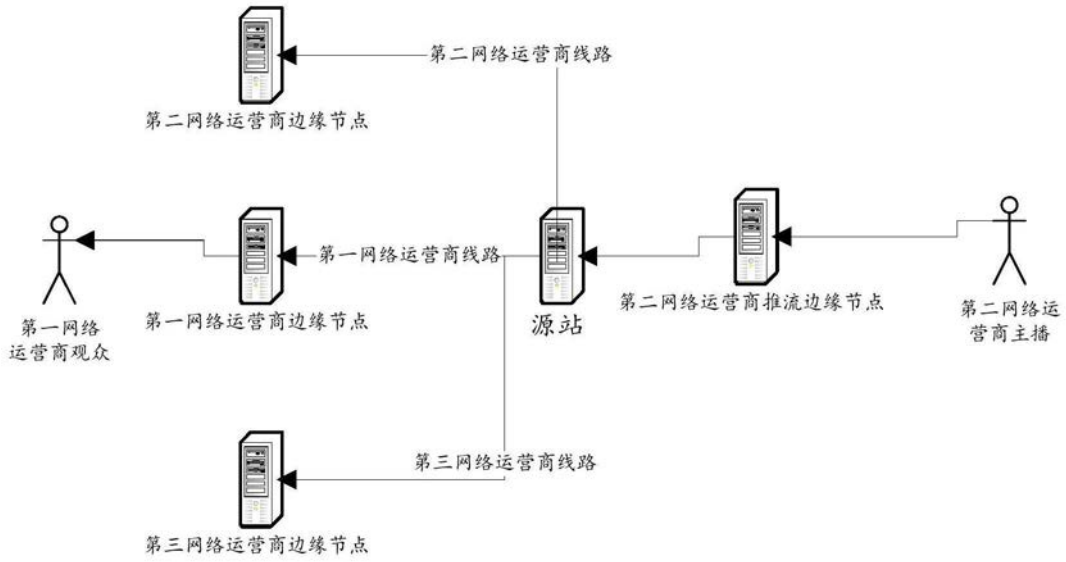 第二网络运营商线路
第二网络运营商边缘节点
第一网络运营商线路
第一网络
运营商观众
第一网络运营商边缘节点
源站
第二网络运营商推流边缘节点
第二网络运
营商主播
第三网络运营商线路
第三网络运营商边缘节点